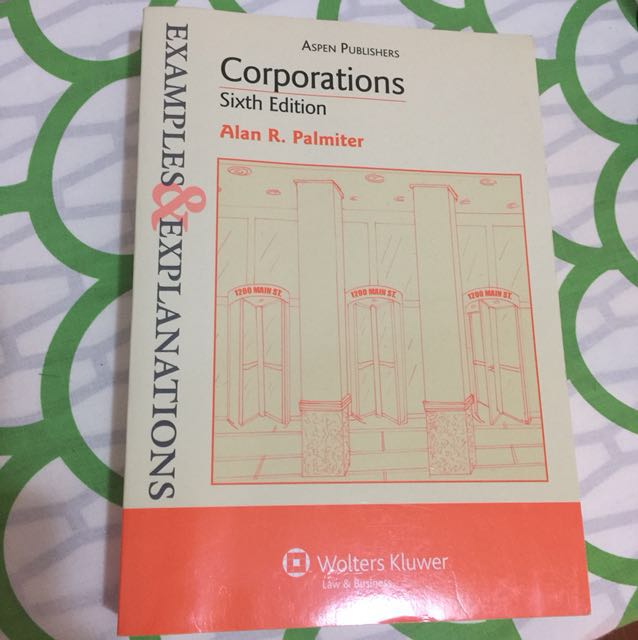 ASPEN PUBLISHERS
Corporations
Sixth Edition
Alan R. Palmiter
EXAMPLES & EXPLANATIONS
1200 MAIN ST.
1200 MAIN ST.
1200 MAIN ST.
Wolters Kluwer
Law & Business